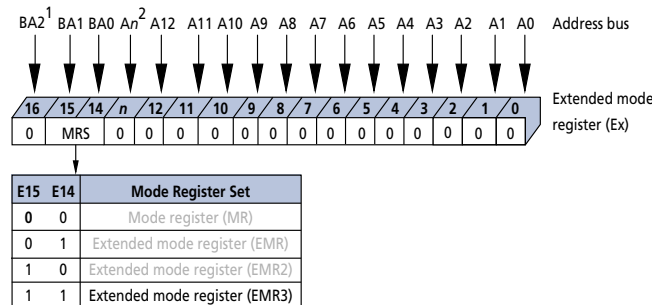 BA2¹ BA1 BA0 An² A12 A11 A10 A9 A8 A7 A6 A5 A4 A3 A2 A1 A0 Address bus
16 15 14 n 12 11 10 9 8 7 6 5 4 3 2 1 0 Extended mode
register (Ex)
0 MRS 0 0 0 0 0 0 0 0 0 0 0 0 0 0
E15 E14 Mode Register Set
0 0 Mode register (MR)
0 1 Extended mode register (EMR)
1 0 Extended mode register (EMR2)
1 1 Extended mode register (EMR3)